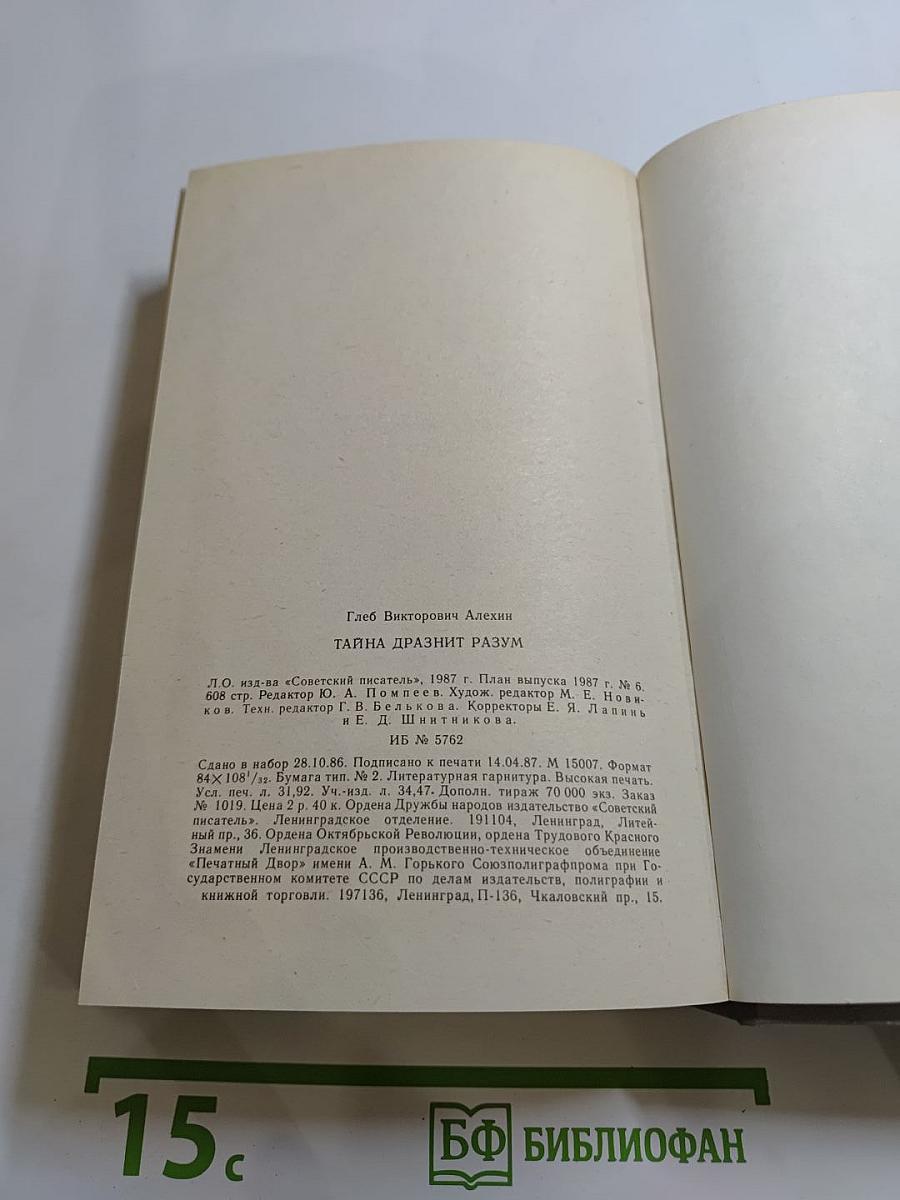 Глеб Викторович Алехин
ТАЙНА ДРАЗНИТ РАЗУМ
Л.О. изд-ва «Советский писатель», 1987 г. План выпуска 1987 г. № 6.
608 стр. Редактор Ю. А. Помпеев. Худож. редактор М. Е. Нови-
ков. Техн. редактор Г. В. Белькова. Корректоры Е. Я. Лапинь
и Е. Д. Шнитникова.
ИБ № 5762
Сдано в набор 28.10.86. Подписано к печати 14.04.87. М 15007. Формат
84×108¹/₃₂. Бумага тип. № 2. Литературная гарнитура. Высокая печать.
Усл. печ. л. 31,92. Уч.-изд. л. 34,47. Дополн. тираж 70 000 экз. Заказ
№ 1019. Цена 2 р. 40 к. Ордена Дружбы народов издательство «Советский
писатель». Ленинградское отделение. 191104, Ленинград, Литей-
ный пр., 36. Ордена Октябрьской Революции, ордена Трудового Красного
Знамени Ленинградское производственно-техническое объединение
«Печатный Двор» имени А. М. Горького Союзполиграфпрома при Го-
сударственном комитете СССР по делам издательств, полиграфии и
книжной торговли. 197136, Ленинград, П-136, Чкаловский пр., 15.
15 с
БФ БИБЛИОФАН